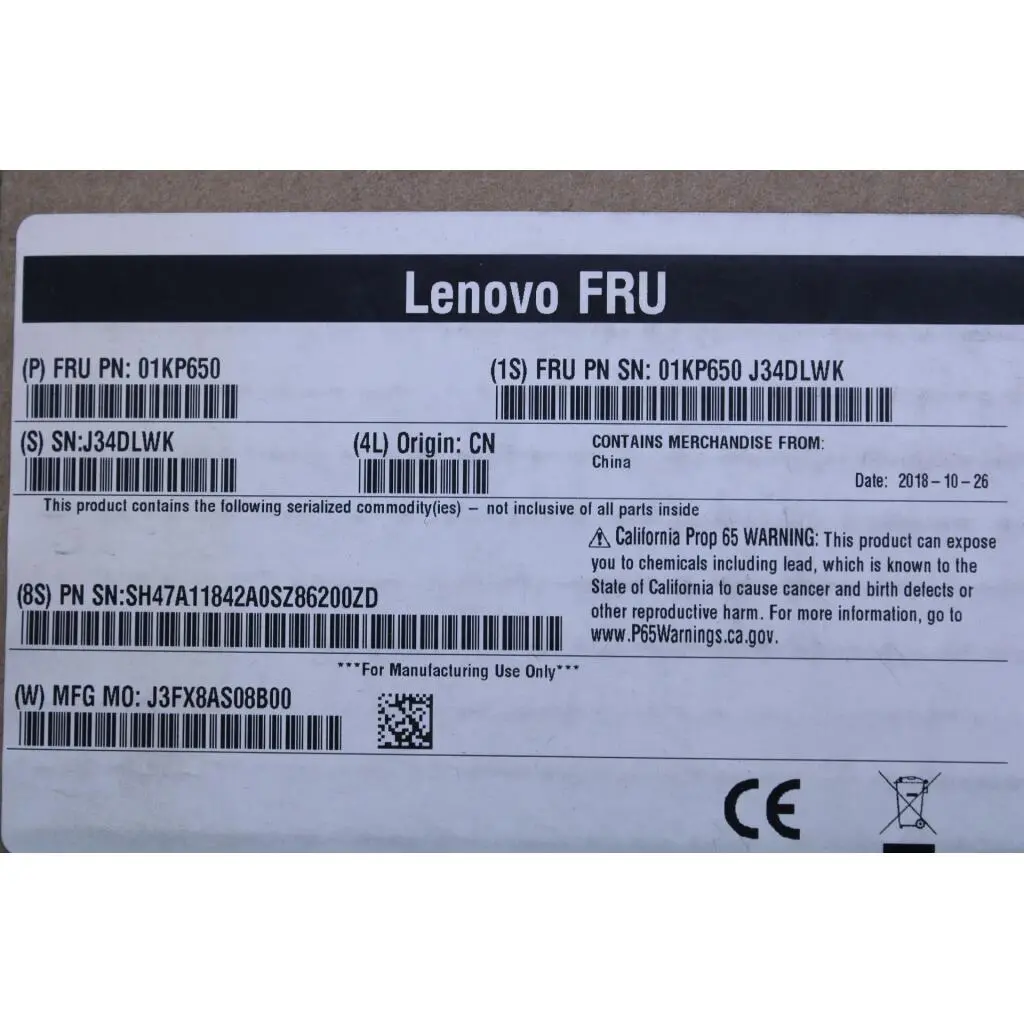 Lenovo FRU
(P) FRU PN: 01KP650
(1S) FRU PN SN: 01KP650 J34DLWK
(S) SN:J34DLWK
(4L) Origin: CN
CONTAINS MERCHANDISE FROM:
China
Date: 2018-10-26
This product contains the following serialized commodity(ies) – not inclusive of all parts inside
⚠ California Prop 65 WARNING: This product can expose
you to chemicals including lead, which is known to the
State of California to cause cancer and birth defects or
other reproductive harm. For more information, go to
www.P65Warnings.ca.gov.
(8S) PN SN:SH47A11842A0SZ86200ZD
***For Manufacturing Use Only***
(W) MFG MO: J3FX8AS08B00
CE